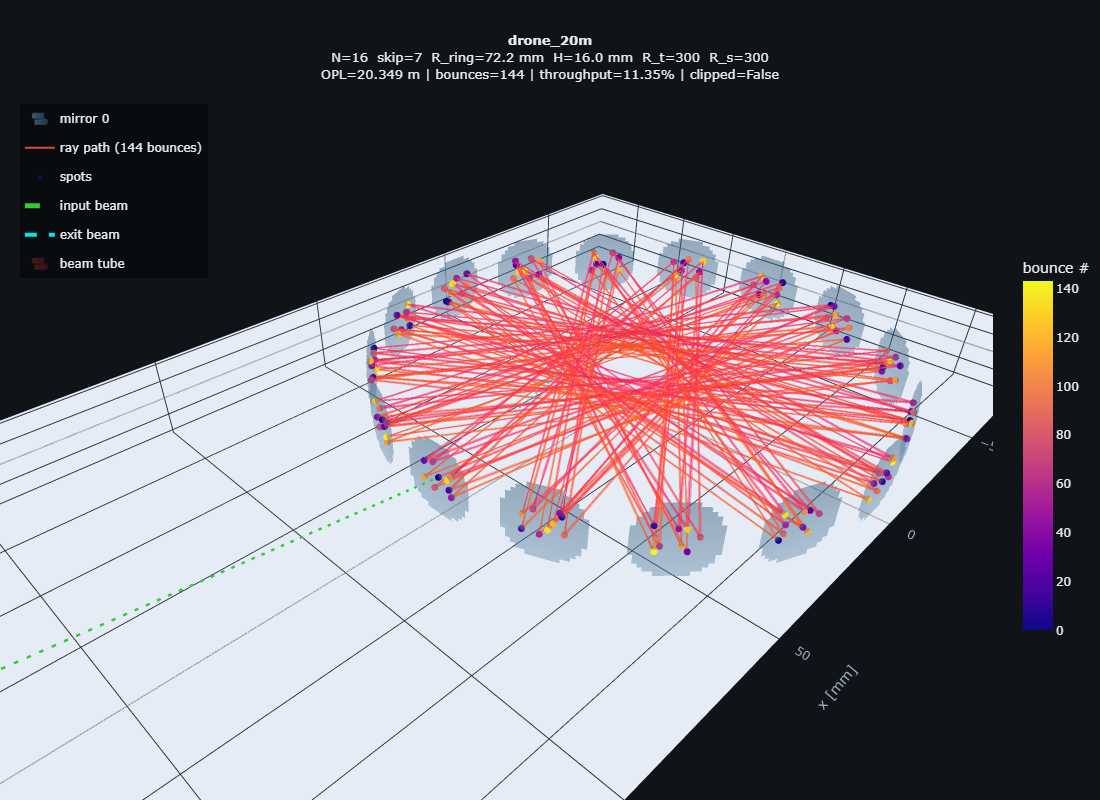 drone_20m
N=16 skip=7 R_ring=72.2 mm H=16.0 mm R_t=300 R_s=300
OPL=20.349 m | bounces=144 | throughput=11.35% | clipped=False
mirror 0
ray path (144 bounces)
spots
input beam
exit beam
beam tube
bounce #
140
120
100
80
60
40
20
0
0
50
x [mm]